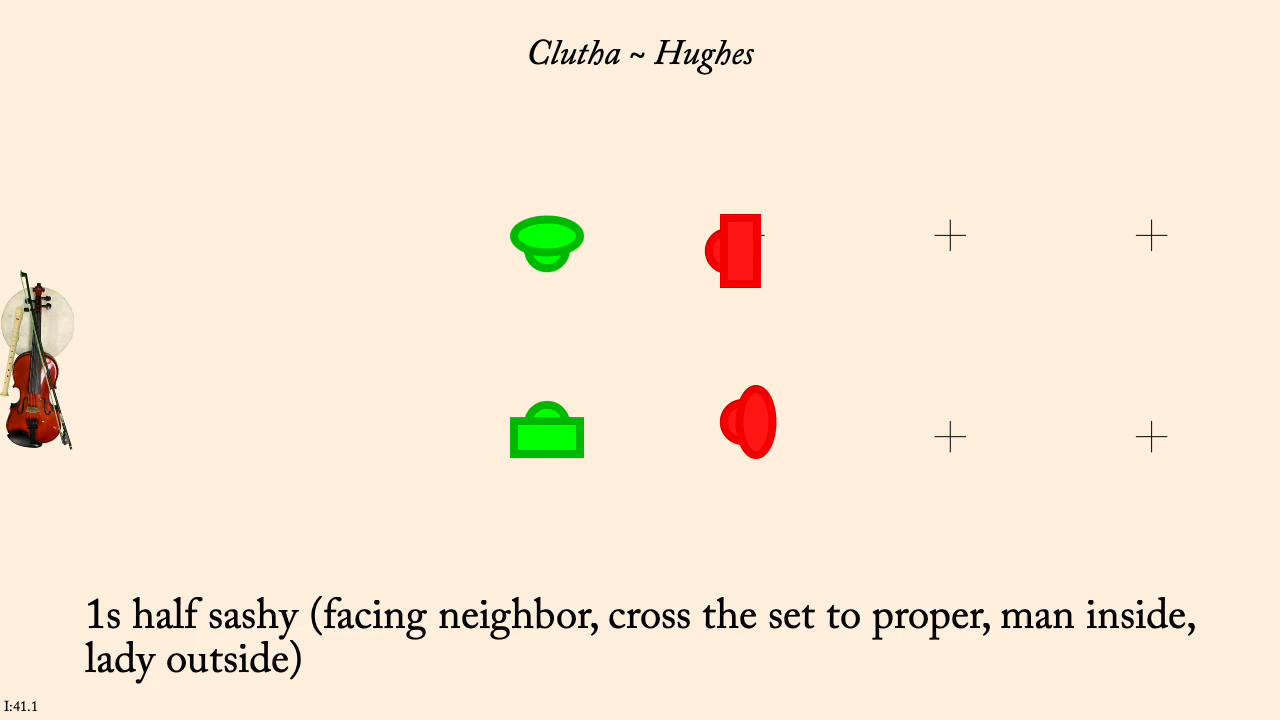 Clutha ~ Hughes
1s half sashy (facing neighbor, cross the set to proper, man inside,
lady outside)
I:41.1